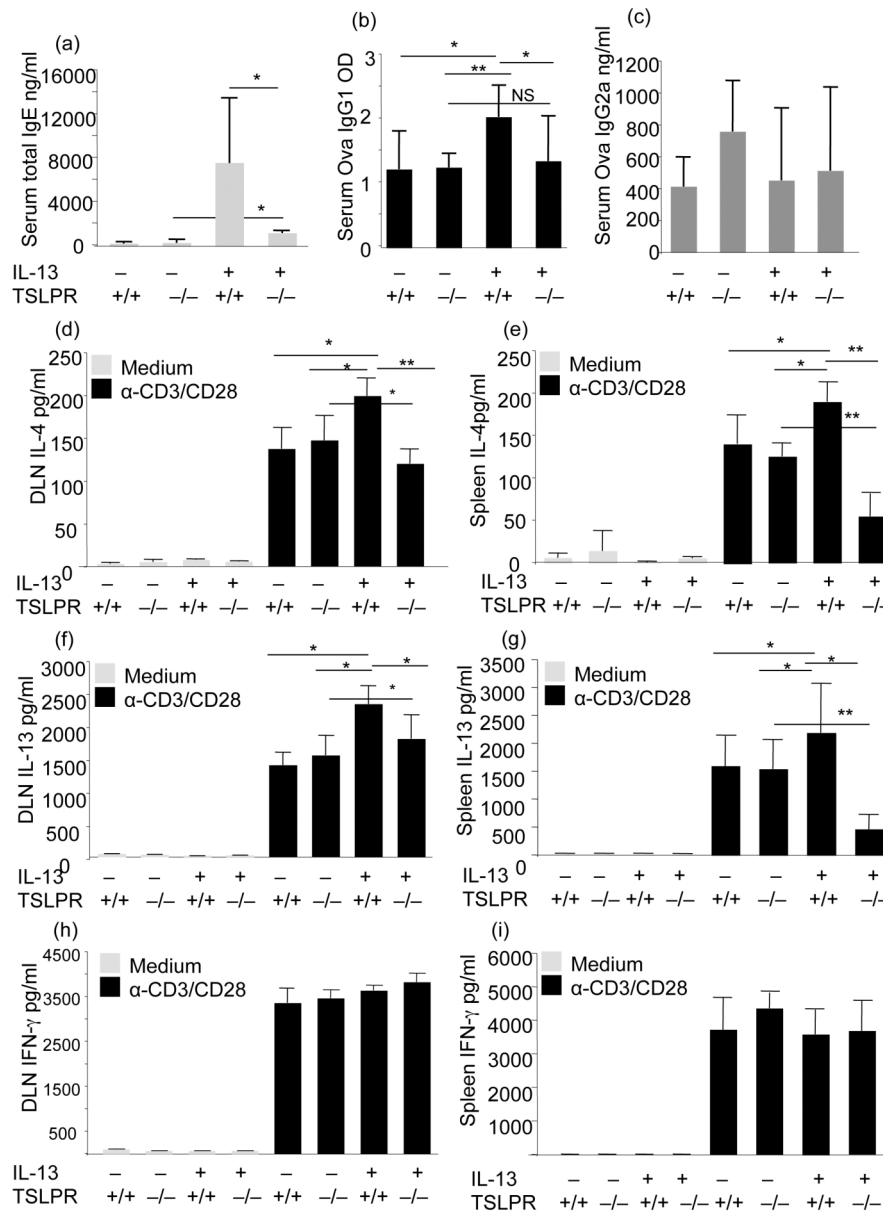 (a)
Serum total IgE ng/ml
16000
12000
8000
4000
0
*
*
IL-13 – – + +
TSLPR +/+ –/– +/+ –/–
(b)
Serum Ova IgG1 OD
3
2
1
0
* *
**
NS
– – + +
+/+ –/– +/+ –/–
(c)
Serum Ova IgG2a ng/ml
1200
1000
800
600
400
200
0
– – + +
+/+ –/– +/+ –/–
(d)
DLN IL-4 pg/ml
250
200
150
100
50
0
Medium
α-CD3/CD28
*
* **
*
IL-13 – – + + – – + +
TSLPR +/+ –/– +/+ –/– +/+ –/– +/+ –/–
(e)
Spleen IL-4pg/ml
250
200
150
100
50
0
Medium
α-CD3/CD28
* **
*
**
IL-13 – – + + – – + +
TSLPR +/+ –/– +/+ –/– +/+ –/– +/+ –/–
(f)
DLN IL-13 pg/ml
3000
2500
2000
1500
1000
500
0
Medium
α-CD3/CD28
*
* *
*
IL-13 – – + + – – + +
TSLPR +/+ –/– +/+ –/– +/+ –/– +/+ –/–
(g)
Spleen IL-13 pg/ml
3500
3000
2000
1500
1000
500
0
Medium
α-CD3/CD28
*
* *
**
IL-13 – – + + – – + +
TSLPR +/+ –/– +/+ –/– +/+ –/– +/+ –/–
(h)
DLN IFN-γ pg/ml
4500
3500
2500
1500
500
Medium
α-CD3/CD28
IL-13 – – + + – – + +
TSLPR +/+ –/– +/+ –/– +/+ –/– +/+ –/–
(i)
Spleen IFN-γ pg/ml
6000
5000
4000
3000
2000
1000
Medium
α-CD3/CD28
IL-13 – – + + – – + +
TSLPR +/+ –/– +/+ –/– +/+ –/– +/+ –/–